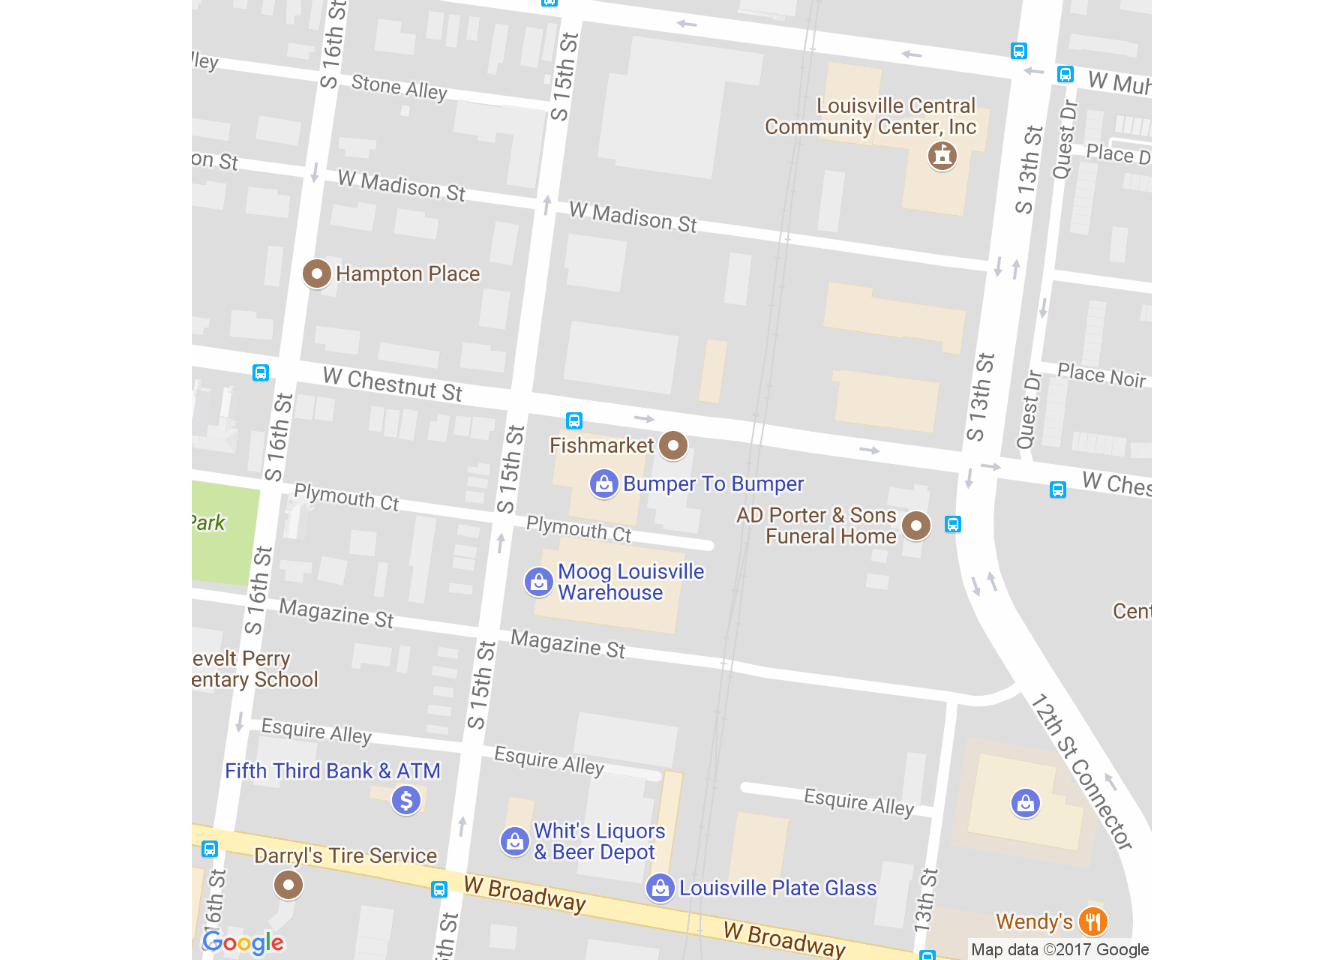 S 16th St
S 15th St
W Muh
lley
Stone Alley
Louisville Central
Community Center, Inc
Quest Dr
S 13th St
Place D
on St
W Madison St
W Madison St
Hampton Place
W Chestnut St
S 13th St
Place Noir
Quest Dr
S 16th St
S 15th St
Fishmarket
Bumper To Bumper
W Ches
Plymouth Ct
Park
Plymouth Ct
AD Porter & Sons
Funeral Home
S 16th St
Moog Louisville
Warehouse
Magazine St
Magazine St
Cent
evelt Perry
entary School
S 15th St
12th St Connector
Esquire Alley
Esquire Alley
Fifth Third Bank & ATM
Esquire Alley
Whit's Liquors
& Beer Depot
Darryl's Tire Service
W Broadway
Louisville Plate Glass
16th St
5th St
13th St
Wendy's
W Broadway
Google
Map data ©2017 Google